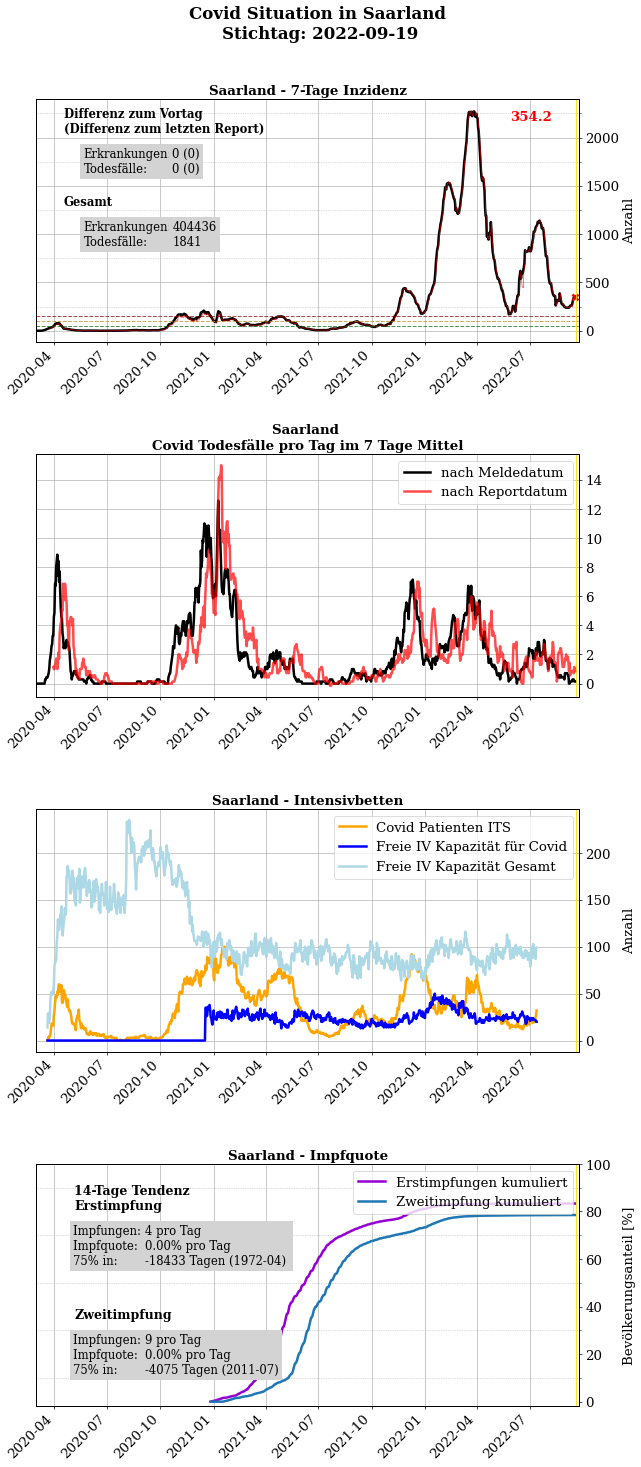 Covid Situation in Saarland
Stichtag: 2022-09-19
Saarland - 7-Tage Inzidenz
Differenz zum Vortag
(Differenz zum letzten Report)
Erkrankungen 0 (0)
Todesfälle: 0 (0)
Gesamt
Erkrankungen 404436
Todesfälle: 1841
354.2
2000
1500
1000
500
0
Anzahl
2020-04 2020-07 2020-10 2021-01 2021-04 2021-07 2021-10 2022-01 2022-04 2022-07
Saarland
Covid Todesfälle pro Tag im 7 Tage Mittel
nach Meldedatum
nach Reportdatum
14
12
10
8
6
4
2
0
2020-04 2020-07 2020-10 2021-01 2021-04 2021-07 2021-10 2022-01 2022-04 2022-07
Saarland - Intensivbetten
Covid Patienten ITS
Freie IV Kapazität für Covid
Freie IV Kapazität Gesamt
200
150
100
50
0
Anzahl
2020-04 2020-07 2020-10 2021-01 2021-04 2021-07 2021-10 2022-01 2022-04 2022-07
Saarland - Impfquote
14-Tage Tendenz
Erstimpfung
Impfungen: 4 pro Tag
Impfquote: 0.00% pro Tag
75% in: -18433 Tagen (1972-04)
Zweitimpfung
Impfungen: 9 pro Tag
Impfquote: 0.00% pro Tag
75% in: -4075 Tagen (2011-07)
Erstimpfungen kumuliert
Zweitimpfung kumuliert
100
80
60
40
20
0
Bevölkerungsanteil [%]
2020-04 2020-07 2020-10 2021-01 2021-04 2021-07 2021-10 2022-01 2022-04 2022-07